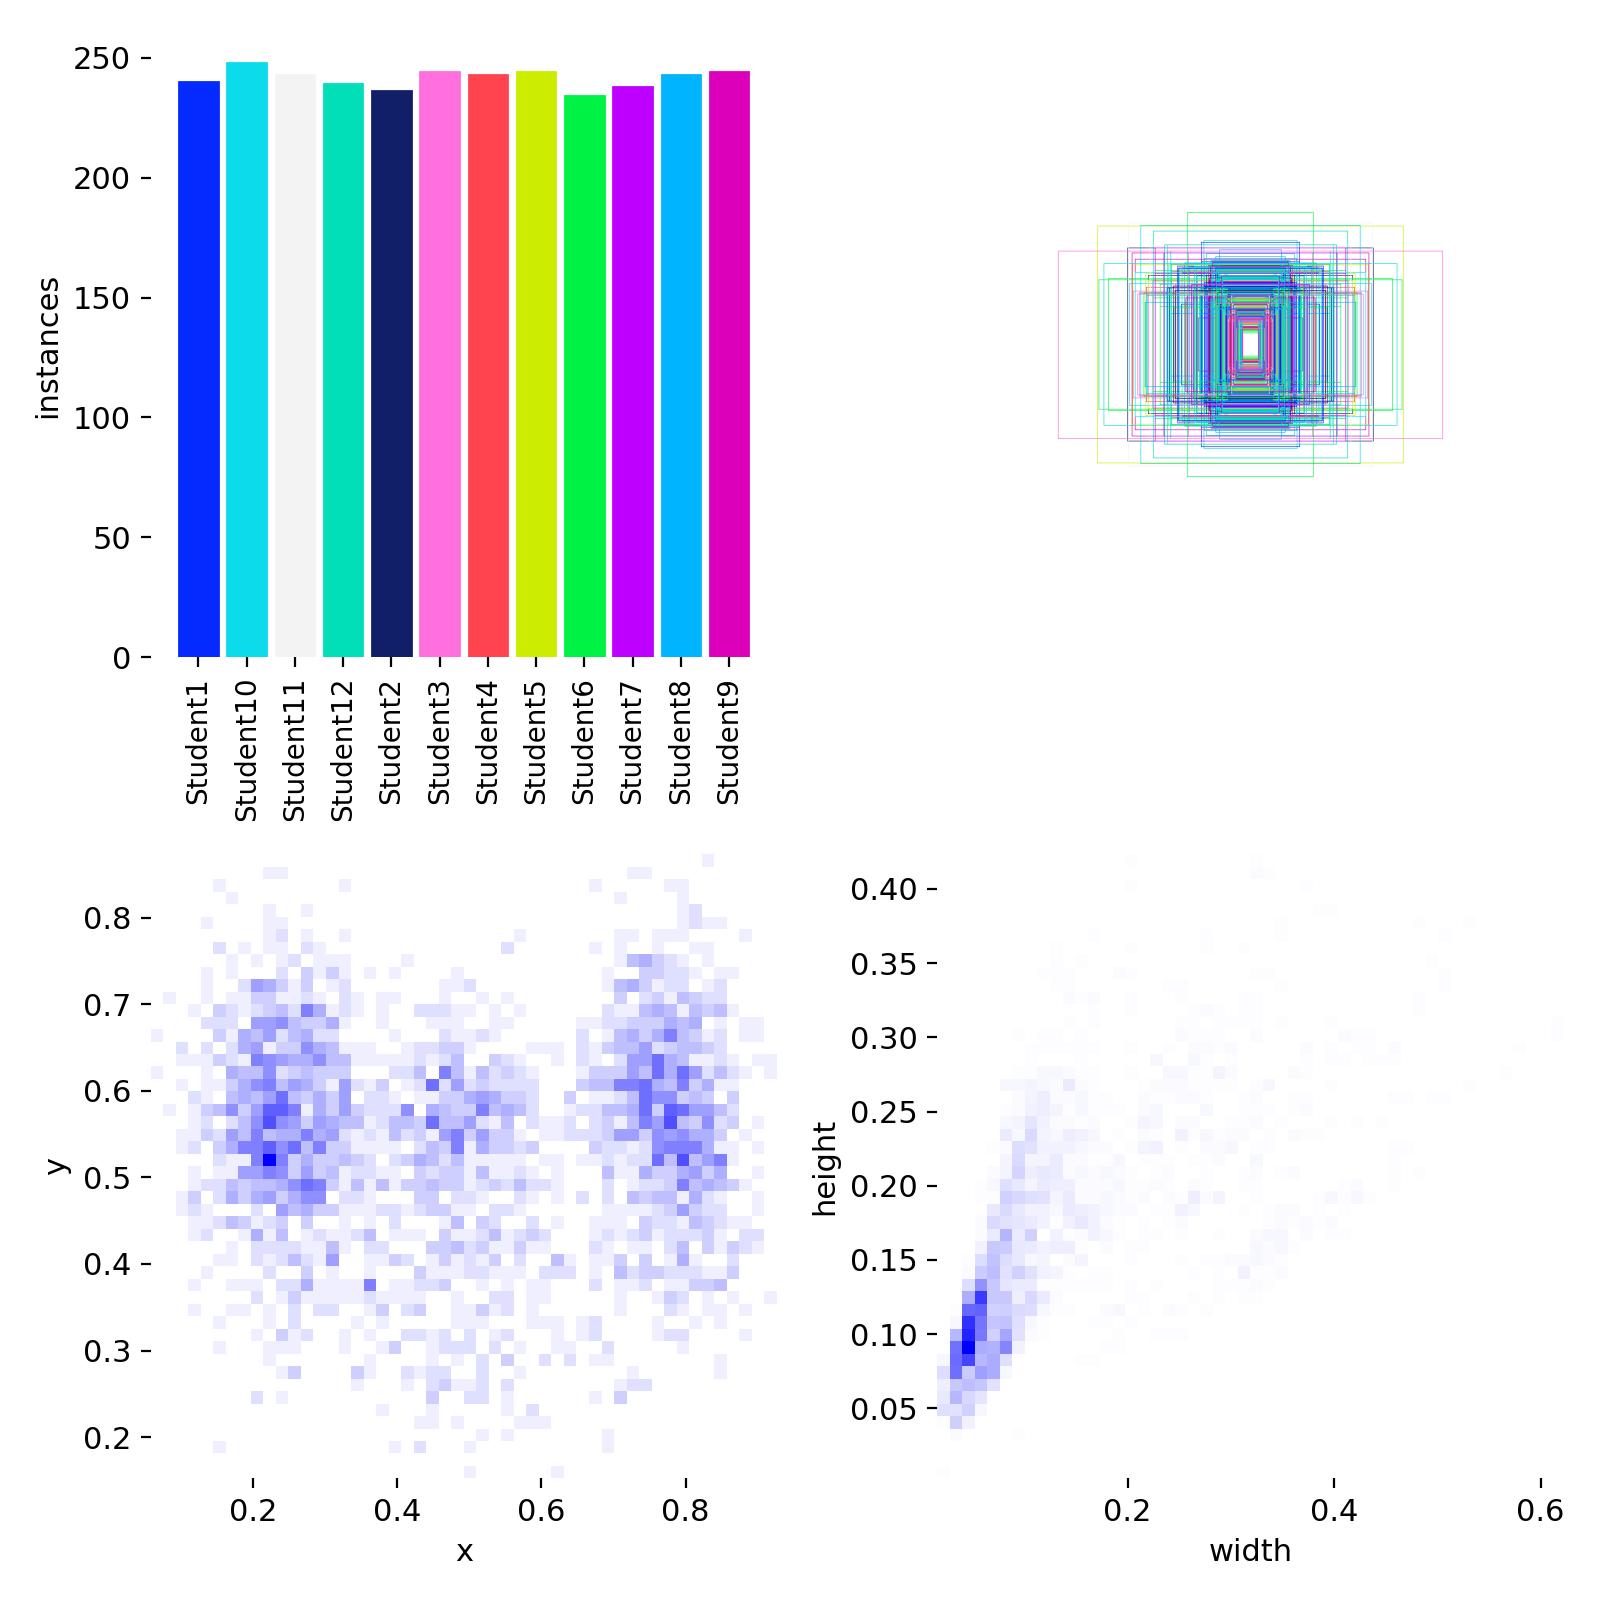 250
200
150
100
50
0
instances
Student1
Student10
Student11
Student12
Student2
Student3
Student4
Student5
Student6
Student7
Student8
Student9
0.8
0.7
0.6
0.5
0.4
0.3
0.2
y
0.2 0.4 0.6 0.8
x
0.40
0.35
0.30
0.25
0.20
0.15
0.10
0.05
height
0.2 0.4 0.6
width